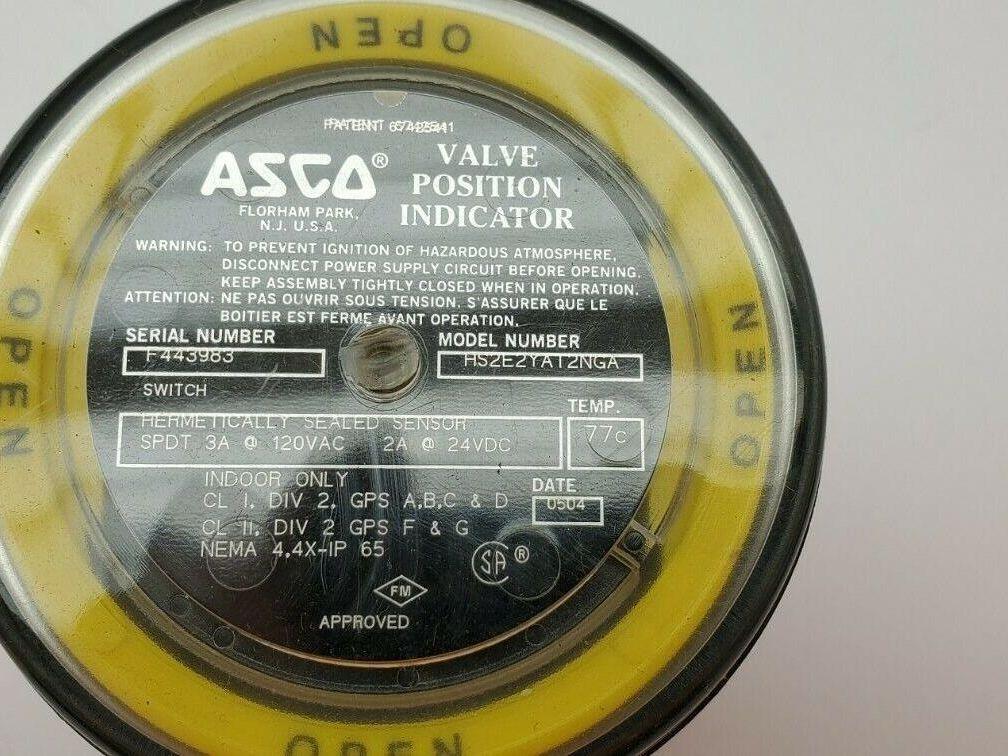 OPEN
ASCO®
FLORHAM PARK,
N.J. U.S.A.
VALVE
POSITION
INDICATOR
WARNING: TO PREVENT IGNITION OF HAZARDOUS ATMOSPHERE,
DISCONNECT POWER SUPPLY CIRCUIT BEFORE OPENING.
KEEP ASSEMBLY TIGHTLY CLOSED WHEN IN OPERATION.
ATTENTION: NE PAS OUVRIR SOUS TENSION. S'ASSURER QUE LE
BOITIER EST FERME AVANT OPERATION.
OPEN
OPEN
SERIAL NUMBER
F443983
MODEL NUMBER
HS2E2YAT2NGA
SWITCH
HERMETICALLY SEALED SENSOR
SPDT 3A @ 120VAC 2A @ 24VDC
TEMP.
77c
INDOOR ONLY
CL I, DIV 2, GPS A,B,C & D
CL II, DIV 2 GPS F & G
NEMA 4,4X-IP 65
DATE
0504
SA ®
FM
APPROVED
OPEN